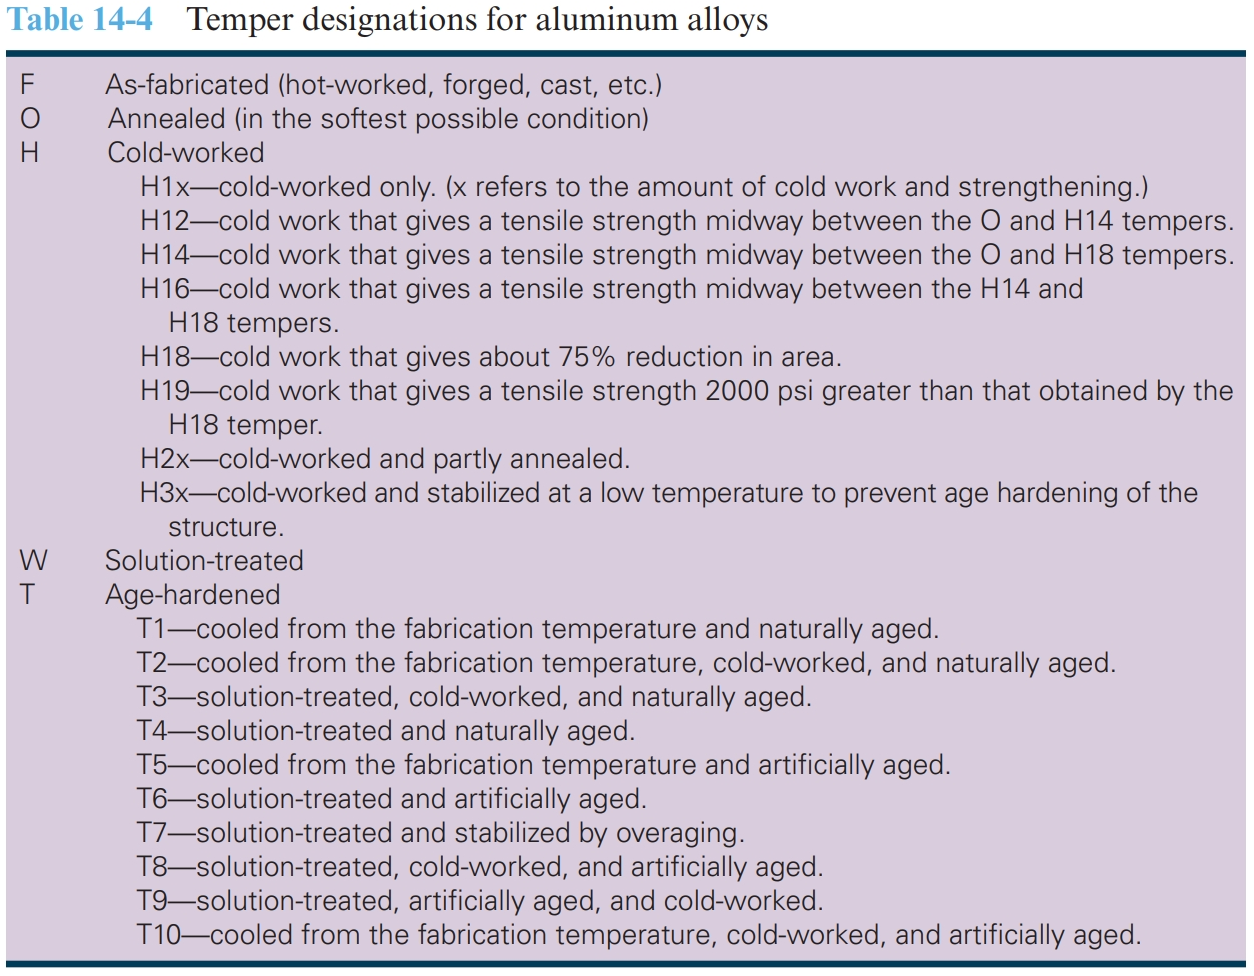 Table 14-4 Temper designations for aluminum alloys
F As-fabricated (hot-worked, forged, cast, etc.)
O Annealed (in the softest possible condition)
H Cold-worked
H1x—cold-worked only. (x refers to the amount of cold work and strengthening.)
H12—cold work that gives a tensile strength midway between the O and H14 tempers.
H14—cold work that gives a tensile strength midway between the O and H18 tempers.
H16—cold work that gives a tensile strength midway between the H14 and
H18 tempers.
H18—cold work that gives about 75% reduction in area.
H19—cold work that gives a tensile strength 2000 psi greater than that obtained by the
H18 temper.
H2x—cold-worked and partly annealed.
H3x—cold-worked and stabilized at a low temperature to prevent age hardening of the
structure.
W Solution-treated
T Age-hardened
T1—cooled from the fabrication temperature and naturally aged.
T2—cooled from the fabrication temperature, cold-worked, and naturally aged.
T3—solution-treated, cold-worked, and naturally aged.
T4—solution-treated and naturally aged.
T5—cooled from the fabrication temperature and artificially aged.
T6—solution-treated and artificially aged.
T7—solution-treated and stabilized by overaging.
T8—solution-treated, cold-worked, and artificially aged.
T9—solution-treated, artificially aged, and cold-worked.
T10—cooled from the fabrication temperature, cold-worked, and artificially aged.